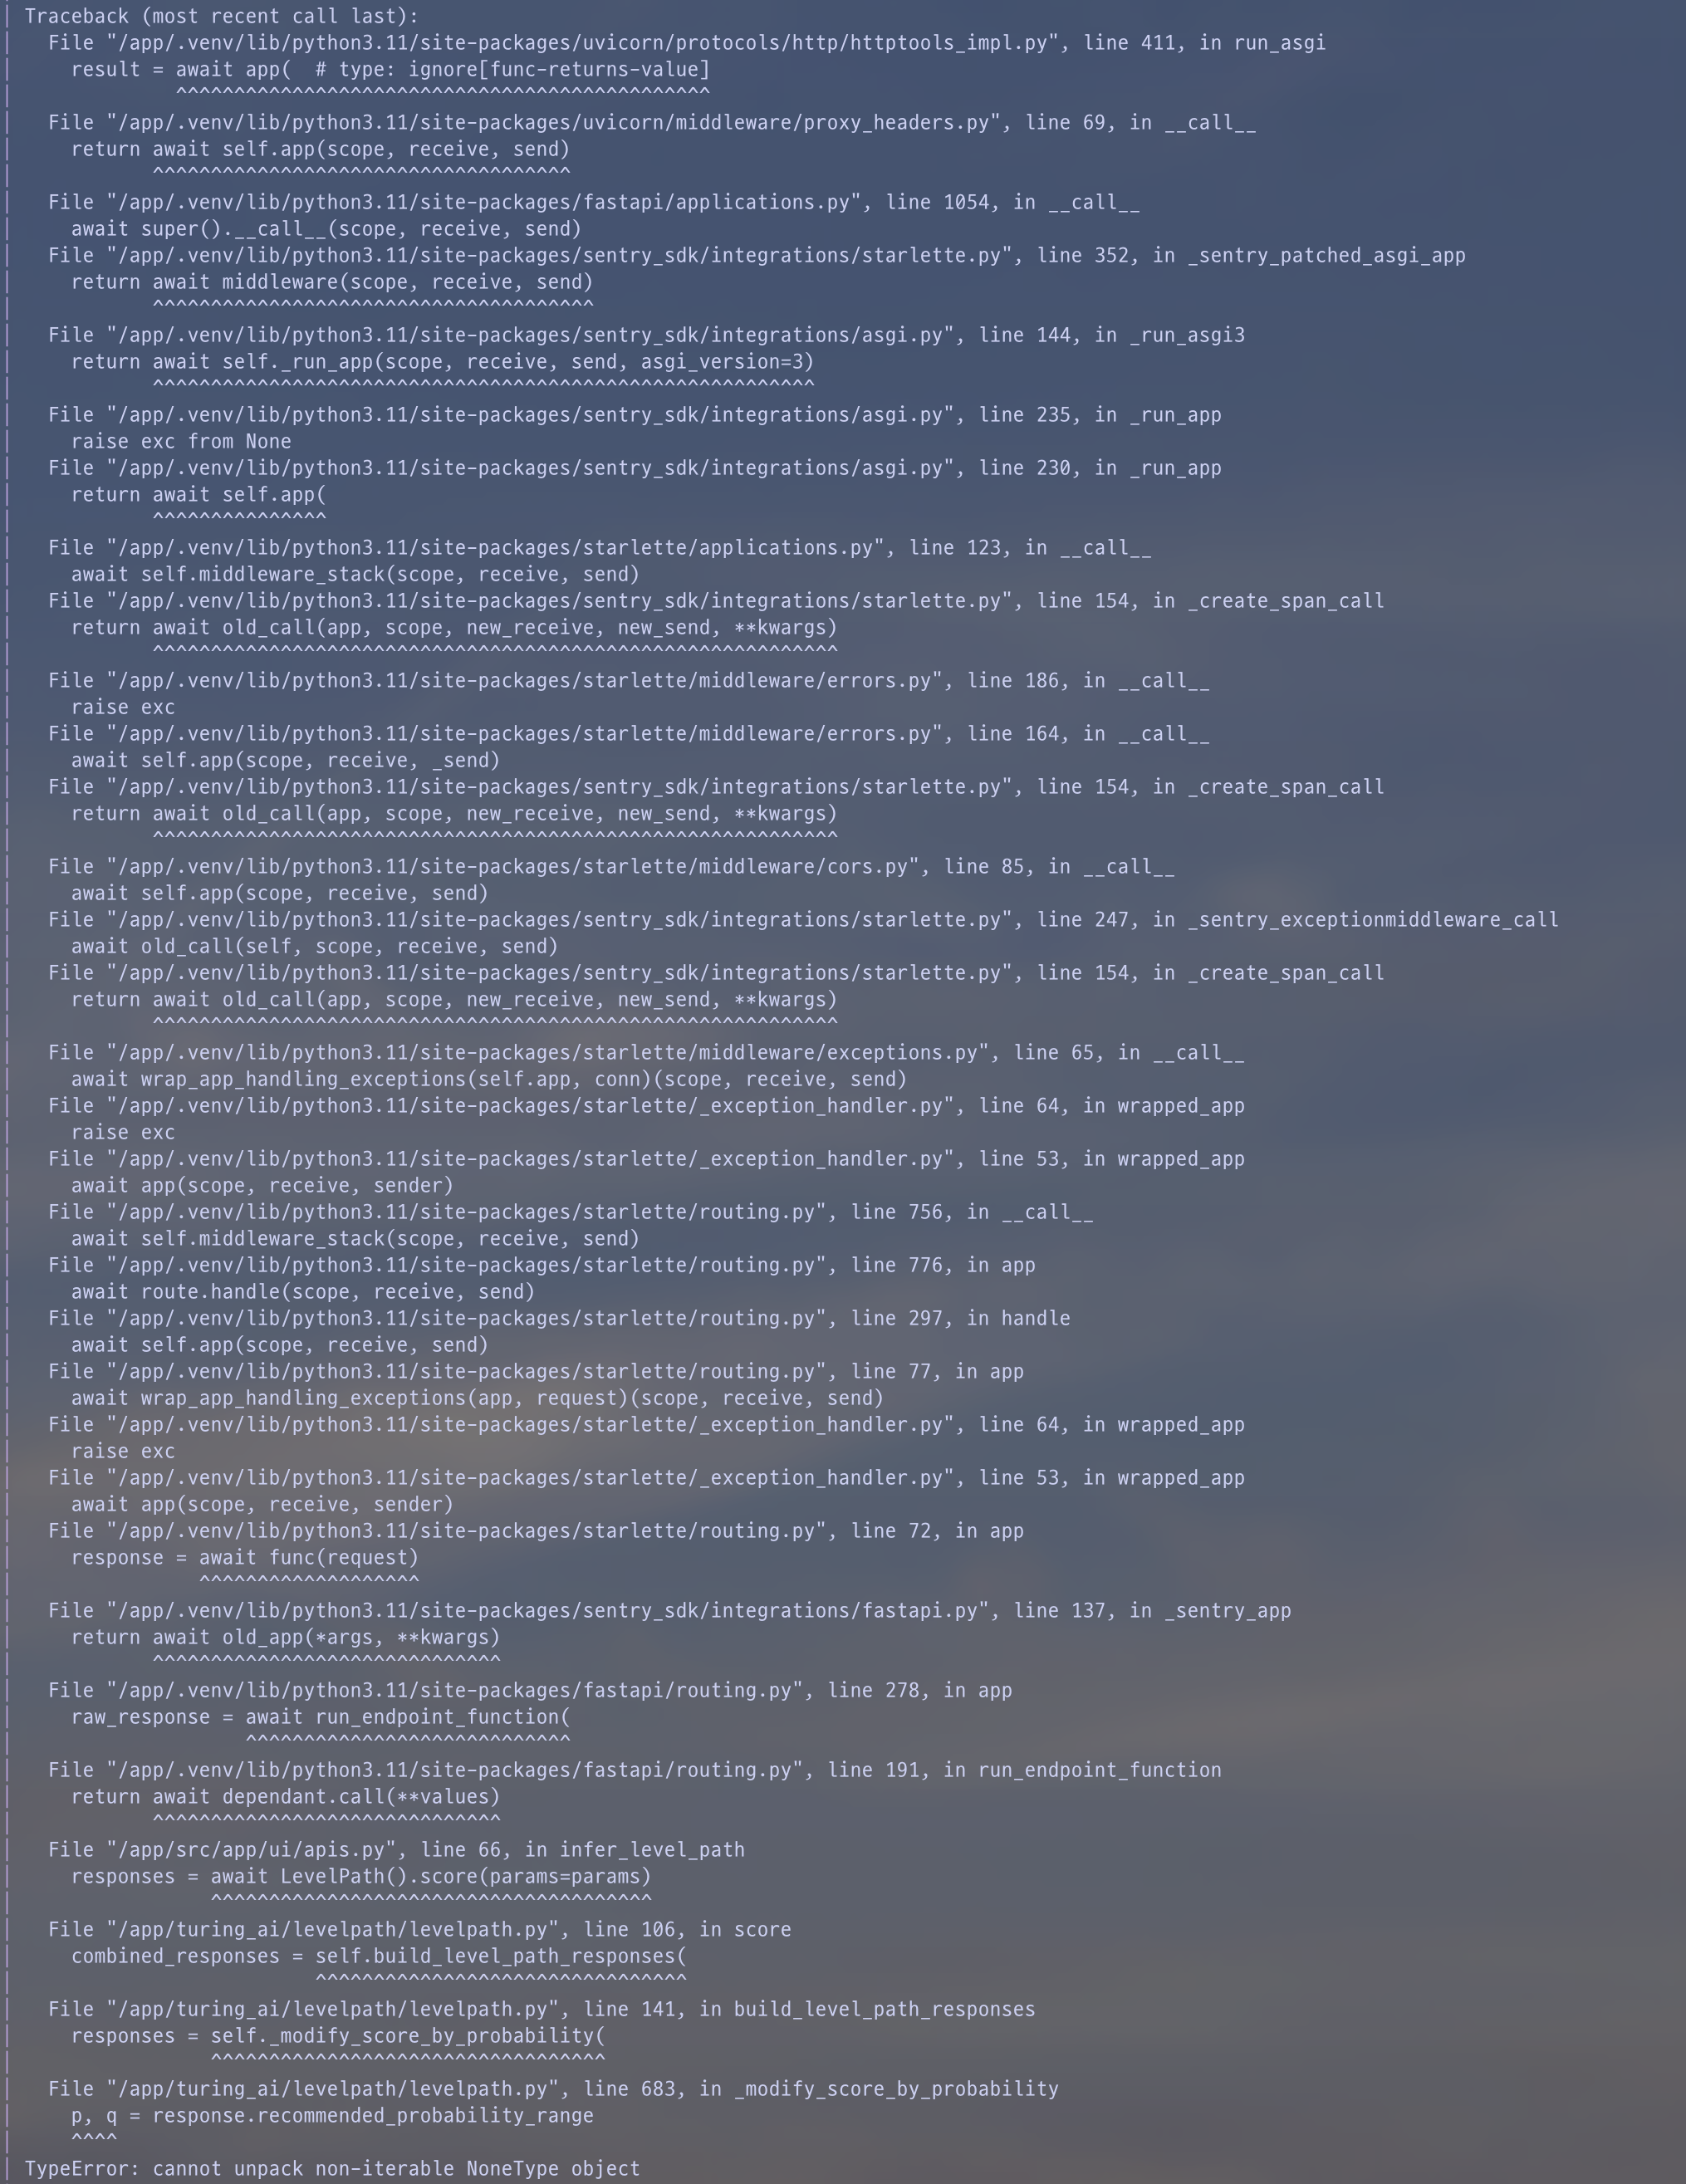 | Traceback (most recent call last):
|   File "/app/.venv/lib/python3.11/site-packages/uvicorn/protocols/http/httptools_impl.py", line 411, in run_asgi
|     result = await app(  # type: ignore[func-returns-value]
|              ^^^^^^^^^^^^^^^^^^^^^^^^^^^^^^^^^^^^^^^^^^^^^^
|   File "/app/.venv/lib/python3.11/site-packages/uvicorn/middleware/proxy_headers.py", line 69, in __call__
|     return await self.app(scope, receive, send)
|            ^^^^^^^^^^^^^^^^^^^^^^^^^^^^^^^^^^^^
|   File "/app/.venv/lib/python3.11/site-packages/fastapi/applications.py", line 1054, in __call__
|     await super().__call__(scope, receive, send)
|   File "/app/.venv/lib/python3.11/site-packages/sentry_sdk/integrations/starlette.py", line 352, in _sentry_patched_asgi_app
|     return await middleware(scope, receive, send)
|            ^^^^^^^^^^^^^^^^^^^^^^^^^^^^^^^^^^^^^^
|   File "/app/.venv/lib/python3.11/site-packages/sentry_sdk/integrations/asgi.py", line 144, in _run_asgi3
|     return await self._run_app(scope, receive, send, asgi_version=3)
|            ^^^^^^^^^^^^^^^^^^^^^^^^^^^^^^^^^^^^^^^^^^^^^^^^^^^^^^^^^
|   File "/app/.venv/lib/python3.11/site-packages/sentry_sdk/integrations/asgi.py", line 235, in _run_app
|     raise exc from None
|   File "/app/.venv/lib/python3.11/site-packages/sentry_sdk/integrations/asgi.py", line 230, in _run_app
|     return await self.app(
|            ^^^^^^^^^^^^^^^
|   File "/app/.venv/lib/python3.11/site-packages/starlette/applications.py", line 123, in __call__
|     await self.middleware_stack(scope, receive, send)
|   File "/app/.venv/lib/python3.11/site-packages/sentry_sdk/integrations/starlette.py", line 154, in _create_span_call
|     return await old_call(app, scope, new_receive, new_send, **kwargs)
|            ^^^^^^^^^^^^^^^^^^^^^^^^^^^^^^^^^^^^^^^^^^^^^^^^^^^^^^^^^^^
|   File "/app/.venv/lib/python3.11/site-packages/starlette/middleware/errors.py", line 186, in __call__
|     raise exc
|   File "/app/.venv/lib/python3.11/site-packages/starlette/middleware/errors.py", line 164, in __call__
|     await self.app(scope, receive, _send)
|   File "/app/.venv/lib/python3.11/site-packages/sentry_sdk/integrations/starlette.py", line 154, in _create_span_call
|     return await old_call(app, scope, new_receive, new_send, **kwargs)
|            ^^^^^^^^^^^^^^^^^^^^^^^^^^^^^^^^^^^^^^^^^^^^^^^^^^^^^^^^^^^
|   File "/app/.venv/lib/python3.11/site-packages/starlette/middleware/cors.py", line 85, in __call__
|     await self.app(scope, receive, send)
|   File "/app/.venv/lib/python3.11/site-packages/sentry_sdk/integrations/starlette.py", line 247, in _sentry_exceptionmiddleware_call
|     await old_call(self, scope, receive, send)
|   File "/app/.venv/lib/python3.11/site-packages/sentry_sdk/integrations/starlette.py", line 154, in _create_span_call
|     return await old_call(app, scope, new_receive, new_send, **kwargs)
|            ^^^^^^^^^^^^^^^^^^^^^^^^^^^^^^^^^^^^^^^^^^^^^^^^^^^^^^^^^^^
|   File "/app/.venv/lib/python3.11/site-packages/starlette/middleware/exceptions.py", line 65, in __call__
|     await wrap_app_handling_exceptions(self.app, conn)(scope, receive, send)
|   File "/app/.venv/lib/python3.11/site-packages/starlette/_exception_handler.py", line 64, in wrapped_app
|     raise exc
|   File "/app/.venv/lib/python3.11/site-packages/starlette/_exception_handler.py", line 53, in wrapped_app
|     await app(scope, receive, sender)
|   File "/app/.venv/lib/python3.11/site-packages/starlette/routing.py", line 756, in __call__
|     await self.middleware_stack(scope, receive, send)
|   File "/app/.venv/lib/python3.11/site-packages/starlette/routing.py", line 776, in app
|     await route.handle(scope, receive, send)
|   File "/app/.venv/lib/python3.11/site-packages/starlette/routing.py", line 297, in handle
|     await self.app(scope, receive, send)
|   File "/app/.venv/lib/python3.11/site-packages/starlette/routing.py", line 77, in app
|     await wrap_app_handling_exceptions(app, request)(scope, receive, send)
|   File "/app/.venv/lib/python3.11/site-packages/starlette/_exception_handler.py", line 64, in wrapped_app
|     raise exc
|   File "/app/.venv/lib/python3.11/site-packages/starlette/_exception_handler.py", line 53, in wrapped_app
|     await app(scope, receive, sender)
|   File "/app/.venv/lib/python3.11/site-packages/starlette/routing.py", line 72, in app
|     response = await func(request)
|                ^^^^^^^^^^^^^^^^^^^
|   File "/app/.venv/lib/python3.11/site-packages/sentry_sdk/integrations/fastapi.py", line 137, in _sentry_app
|     return await old_app(*args, **kwargs)
|            ^^^^^^^^^^^^^^^^^^^^^^^^^^^^^^
|   File "/app/.venv/lib/python3.11/site-packages/fastapi/routing.py", line 278, in app
|     raw_response = await run_endpoint_function(
|                    ^^^^^^^^^^^^^^^^^^^^^^^^^^^^
|   File "/app/.venv/lib/python3.11/site-packages/fastapi/routing.py", line 191, in run_endpoint_function
|     return await dependant.call(**values)
|            ^^^^^^^^^^^^^^^^^^^^^^^^^^^^^^
|   File "/app/src/app/ui/apis.py", line 66, in infer_level_path
|     responses = await LevelPath().score(params=params)
|                 ^^^^^^^^^^^^^^^^^^^^^^^^^^^^^^^^^^^^^^
|   File "/app/turing_ai/levelpath/levelpath.py", line 106, in score
|     combined_responses = self.build_level_path_responses(
|                          ^^^^^^^^^^^^^^^^^^^^^^^^^^^^^^^^
|   File "/app/turing_ai/levelpath/levelpath.py", line 141, in build_level_path_responses
|     responses = self._modify_score_by_probability(
|                 ^^^^^^^^^^^^^^^^^^^^^^^^^^^^^^^^^^
|   File "/app/turing_ai/levelpath/levelpath.py", line 683, in _modify_score_by_probability
|     p, q = response.recommended_probability_range
|     ^^^^
| TypeError: cannot unpack non-iterable NoneType object